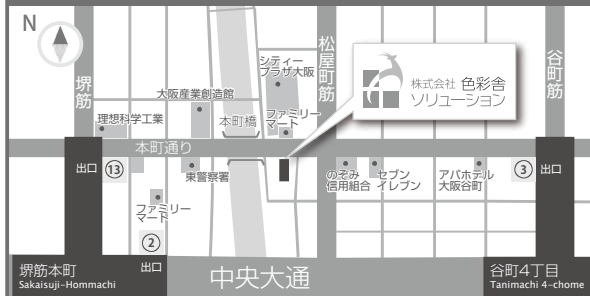 N
堺筋
松屋町筋
谷町筋
シティー
プラザ大阪
株式会社 色彩舎
ソリューション
大阪産業創造館
理想科学工業
本町橋
ファミリー
マート
本町通り
出口
⑬
東警察署
のぞみ
信用組合
セブン
イレブン
アパホテル
大阪谷町
③
出口
ファミリー
マート
②
出口
堺筋本町
Sakaisuji-Hommachi
中央大通
谷町4丁目
Tanimachi 4-chome